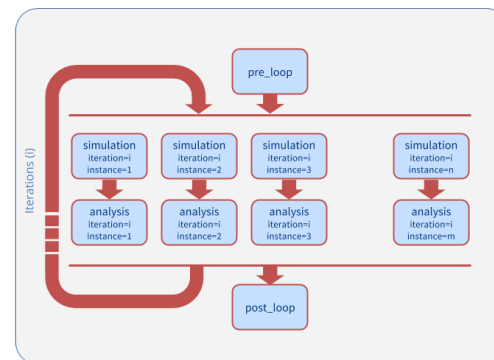 pre_loop
Iterations (i)
simulation
iteration=i
instance=1
simulation
iteration=i
instance=2
simulation
iteration=i
instance=3
simulation
iteration=i
instance=n
analysis
iteration=i
instance=1
analysis
iteration=i
instance=2
analysis
iteration=i
instance=3
analysis
iteration=i
instance=m
post_loop